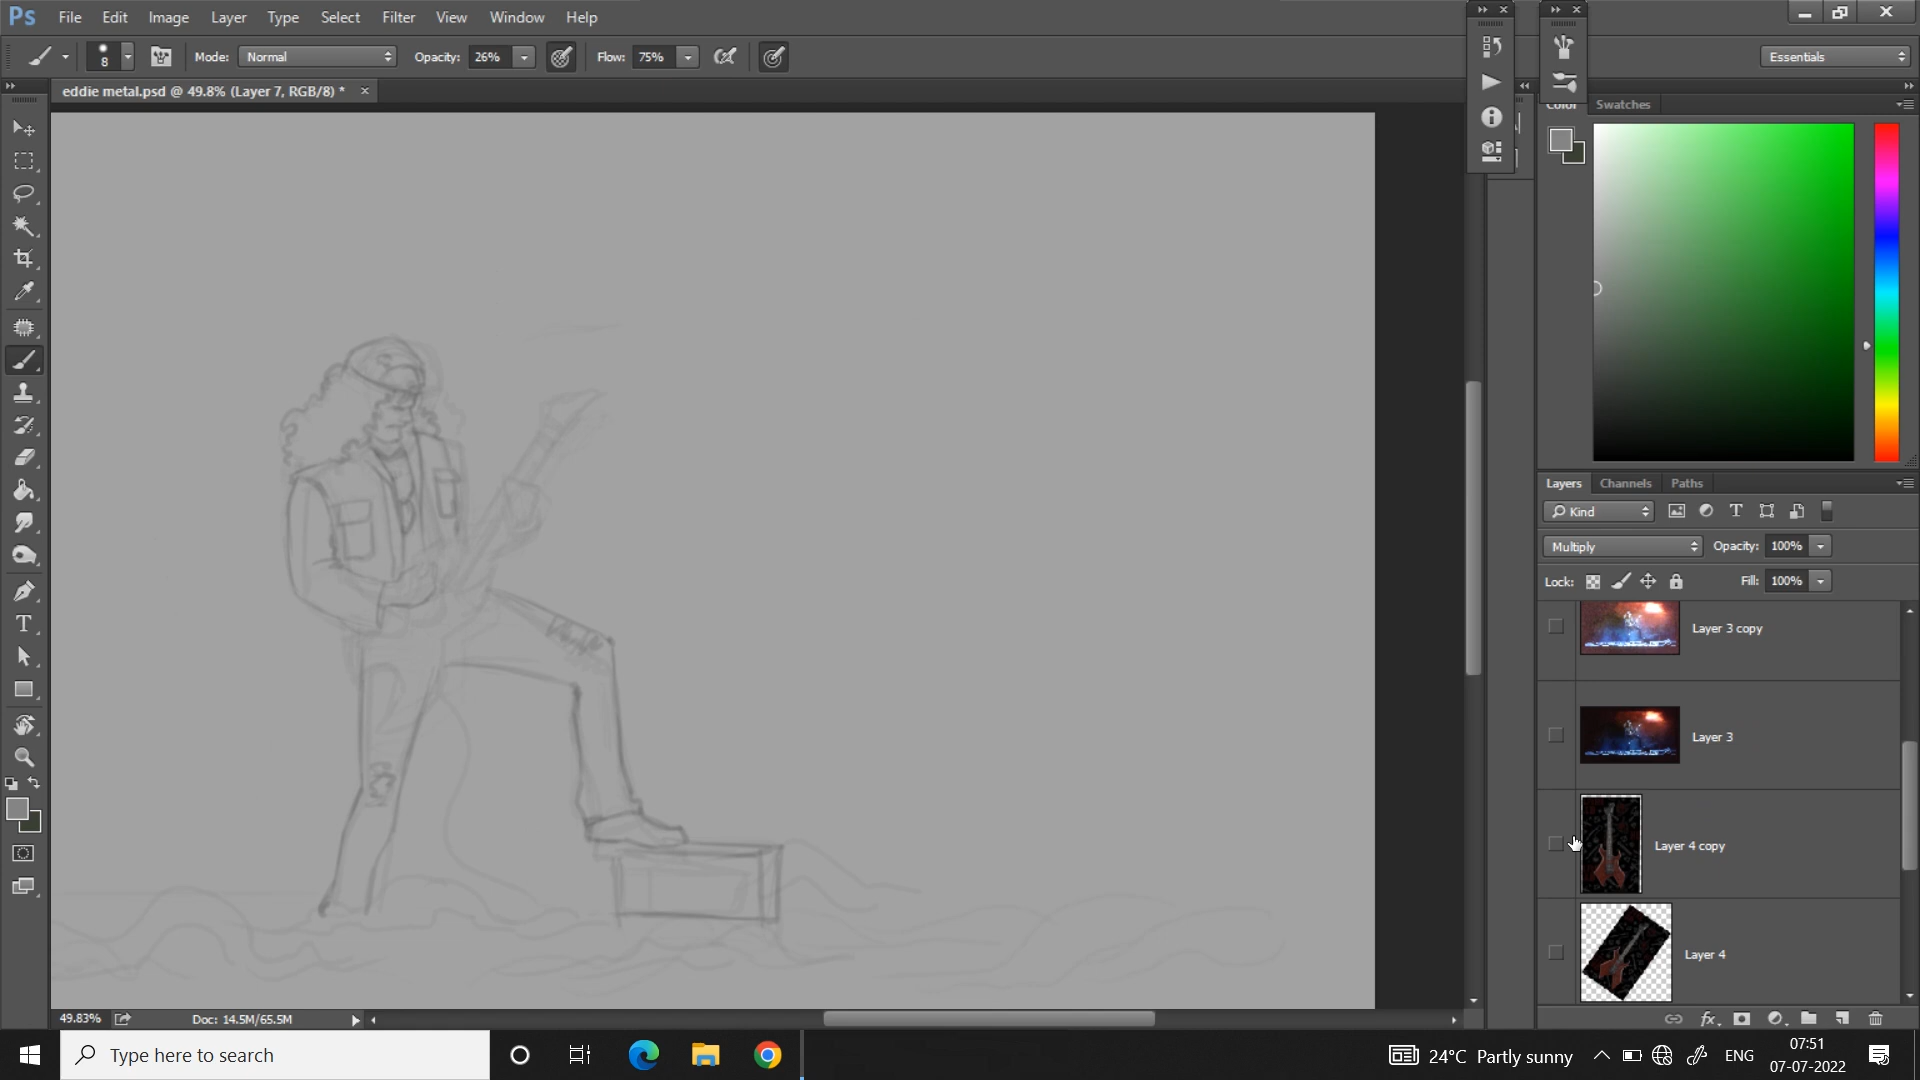 Ps File Edit Image Layer Type Select Filter View Window Help
8 Mode: Normal Opacity: 26% Flow: 75% Essentials
eddie metal.psd @ 49.8% (Layer 7, RGB/8) *
Color Swatches
Layers Channels Paths
Kind
Multiply Opacity: 100%
Lock: Fill: 100%
Layer 3 copy
Layer 3
Layer 4 copy
Layer 4
49.83% Doc: 14.5M/65.5M
Type here to search
24°C Partly sunny
ENG
07:51
07-07-2022